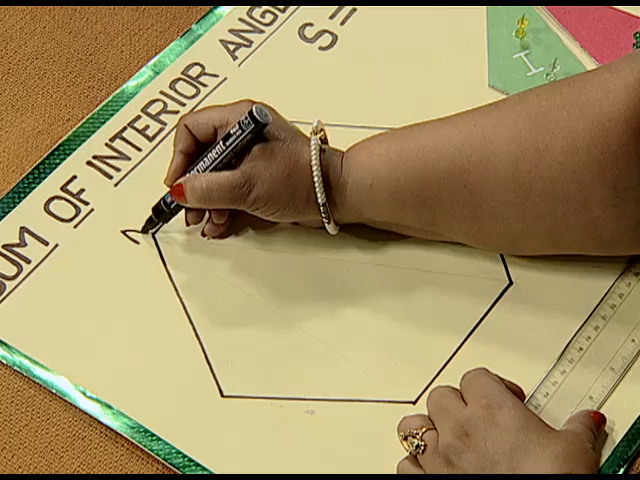 SUM OF INTERIOR ANGLE
S =
I
permanent